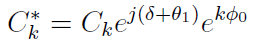 $C_k^* = C_k e^{j(\delta+\theta_1)} e^{k\phi_0}$